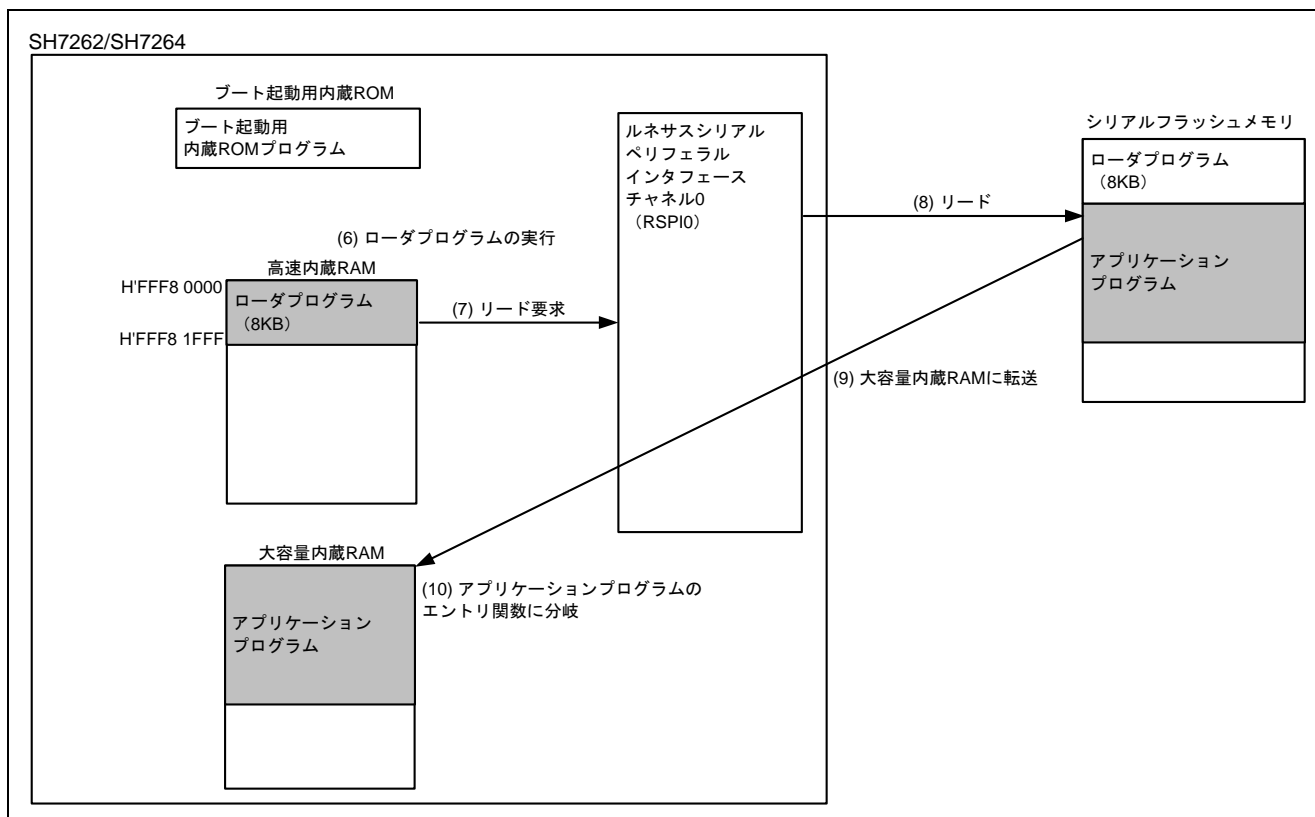 SH7262/SH7264
ブート起動用内蔵ROM
ブート起動用
内蔵ROMプログラム
(6) ローダプログラムの実行
高速内蔵RAM
H'FFF8 0000
ローダプログラム
（8KB）
H'FFF8 1FFF
(7) リード要求
ルネサスシリアル
ペリフェラル
インタフェース
チャネル0
（RSPI0）
(8) リード
シリアルフラッシュメモリ
ローダプログラム
（8KB）
アプリケーション
プログラム
(9) 大容量内蔵RAMに転送
大容量内蔵RAM
アプリケーション
プログラム
(10) アプリケーションプログラムの
エントリ関数に分岐